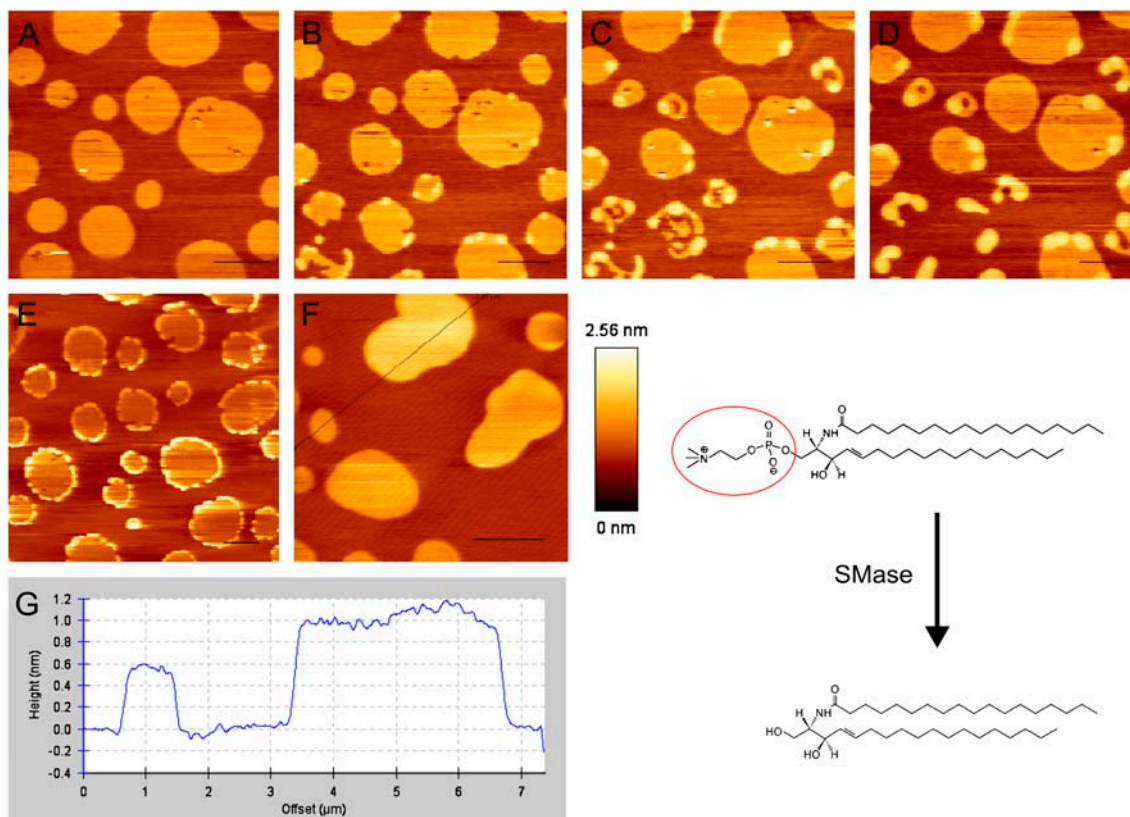 A
B
C
D
E
F
2.56 nm
0 nm
O
NH
H
O
P
O
O
⊖
N
⊕
O
HO
H
SMase
G
1.2
1.0
0.8
0.6
0.4
0.2
0.0
-0.2
-0.4
Height (nm)
0 1 2 3 4 5 6 7
Offset (µm)
O
H
NH
HO
HO
H